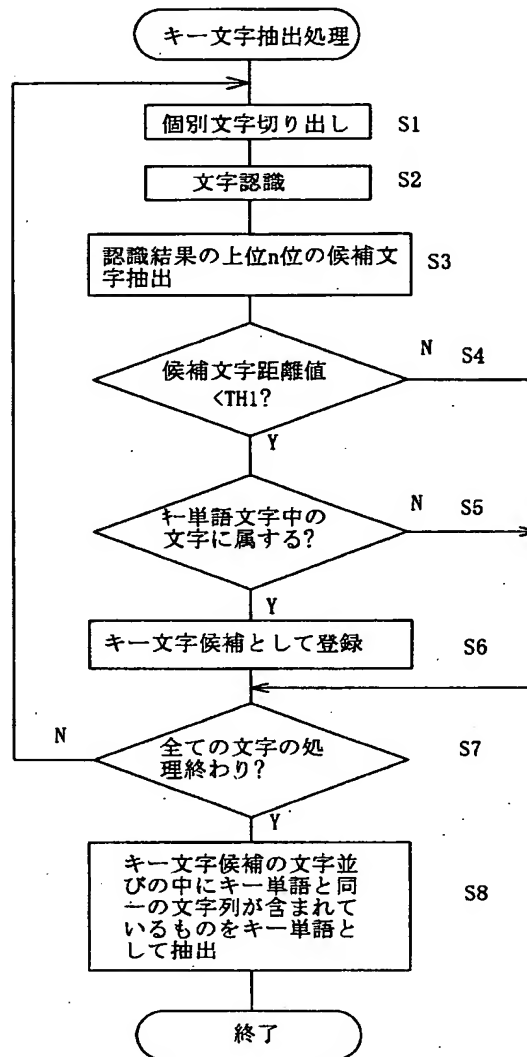 キー文字抽出処理
個別文字切り出し S1
文字認識 S2
認識結果の上位n位の候補文
字抽出 S3
候補文字距離値
<TH1?
N S4
Y
キー単語文字中の
文字に属する?
N S5
Y
キー文字候補として登録 S6
全ての文字の処
理終わり?
N
S7
Y
キー文字候補の文字並
びの中にキー単語と同
一の文字列が含まれて
いるものをキー単語と
して抽出
S8
終了